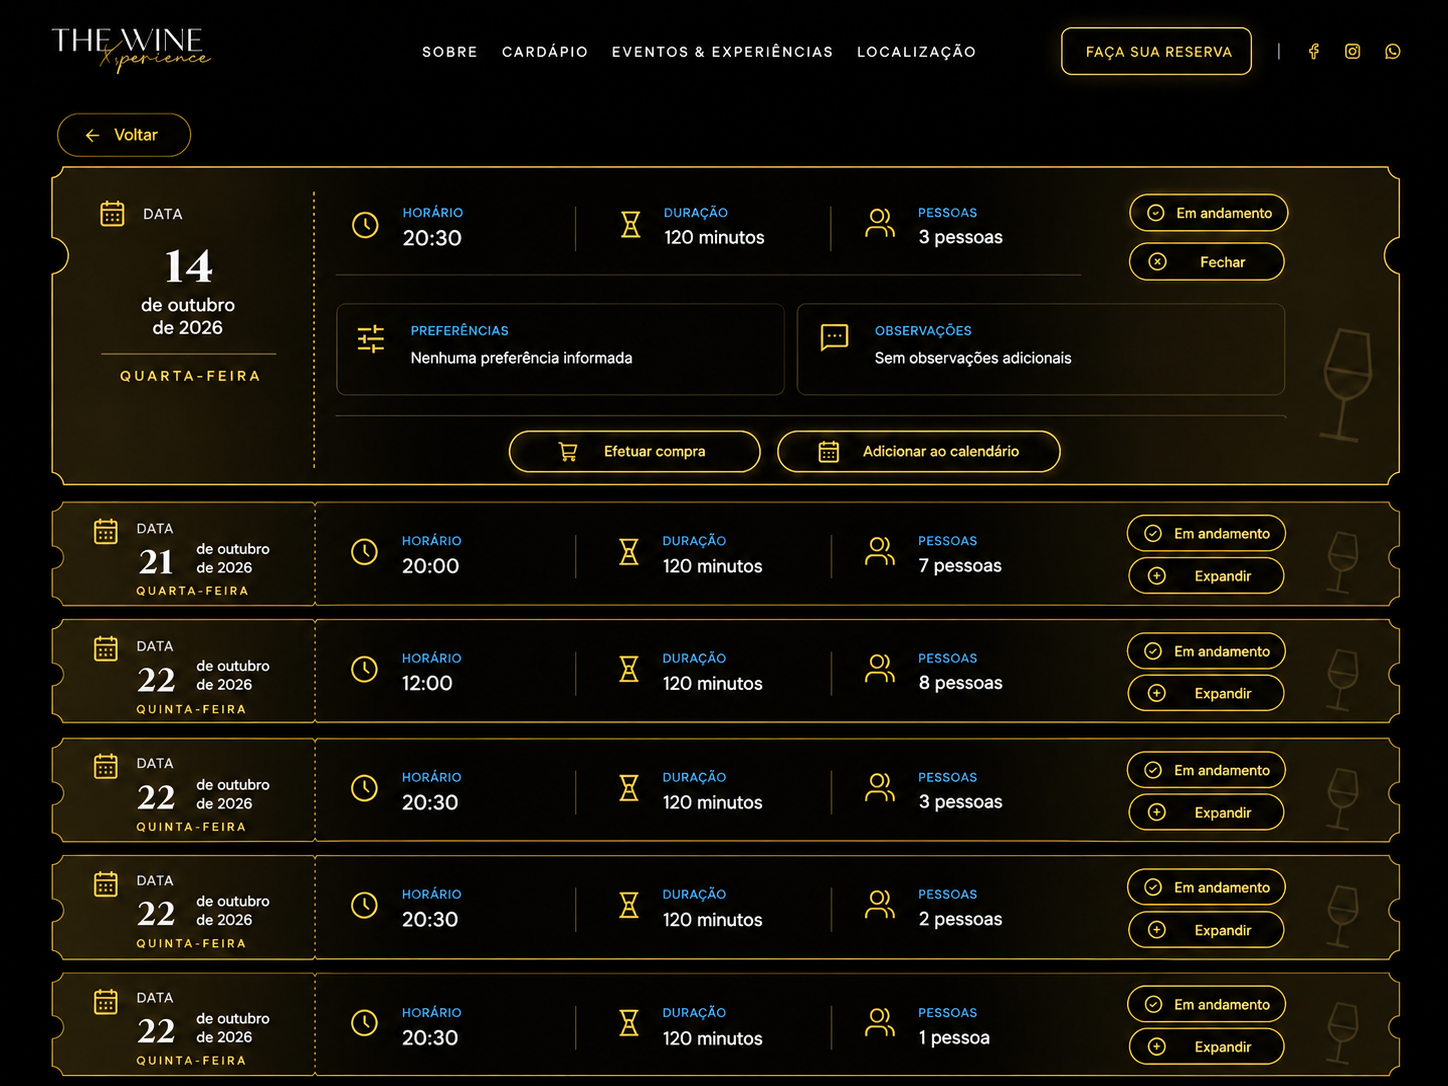 THE WINE
Xsperience
SOBRE
CARDÁPIO
EVENTOS & EXPERIÊNCIAS
LOCALIZAÇÃO
FAÇA SUA RESERVA
Voltar
DATA
14
de outubro
de 2026
QUARTA-FEIRA
HORÁRIO
20:30
DURAÇÃO
120 minutos
PESSOAS
3 pessoas
Em andamento
Fechar
PREFERÊNCIAS
Nenhuma preferência informada
OBSERVAÇÕES
Sem observações adicionais
Efetuar compra
Adicionar ao calendário
DATA
21
de outubro
de 2026
QUARTA-FEIRA
HORÁRIO
20:00
DURAÇÃO
120 minutos
PESSOAS
7 pessoas
Em andamento
Expandir
DATA
22
de outubro
de 2026
QUINTA-FEIRA
HORÁRIO
12:00
DURAÇÃO
120 minutos
PESSOAS
8 pessoas
Em andamento
Expandir
DATA
22
de outubro
de 2026
QUINTA-FEIRA
HORÁRIO
20:30
DURAÇÃO
120 minutos
PESSOAS
3 pessoas
Em andamento
Expandir
DATA
22
de outubro
de 2026
QUINTA-FEIRA
HORÁRIO
20:30
DURAÇÃO
120 minutos
PESSOAS
2 pessoas
Em andamento
Expandir
DATA
22
de outubro
de 2026
QUINTA-FEIRA
HORÁRIO
20:30
DURAÇÃO
120 minutos
PESSOAS
1 pessoa
Em andamento
Expandir